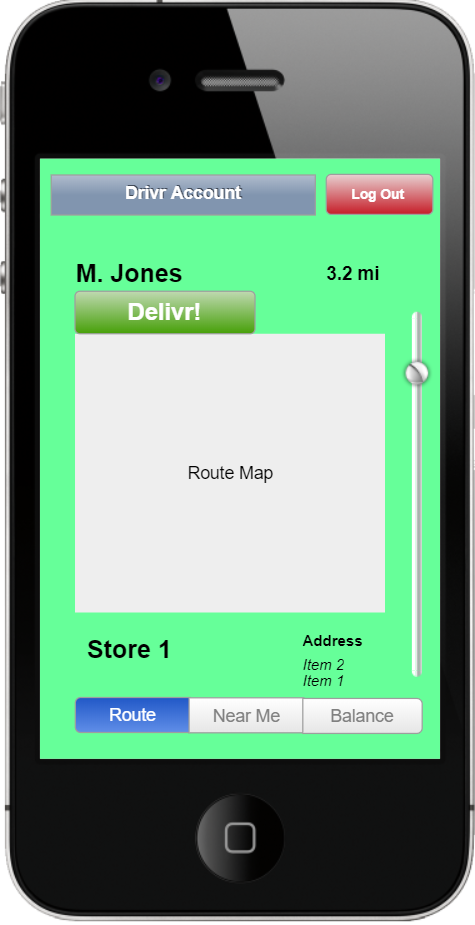 Drivr Account
Log Out
M. Jones
3.2 mi
Delivr!
Route Map
Store 1
Address
Item 2
Item 1
Route
Near Me
Balance